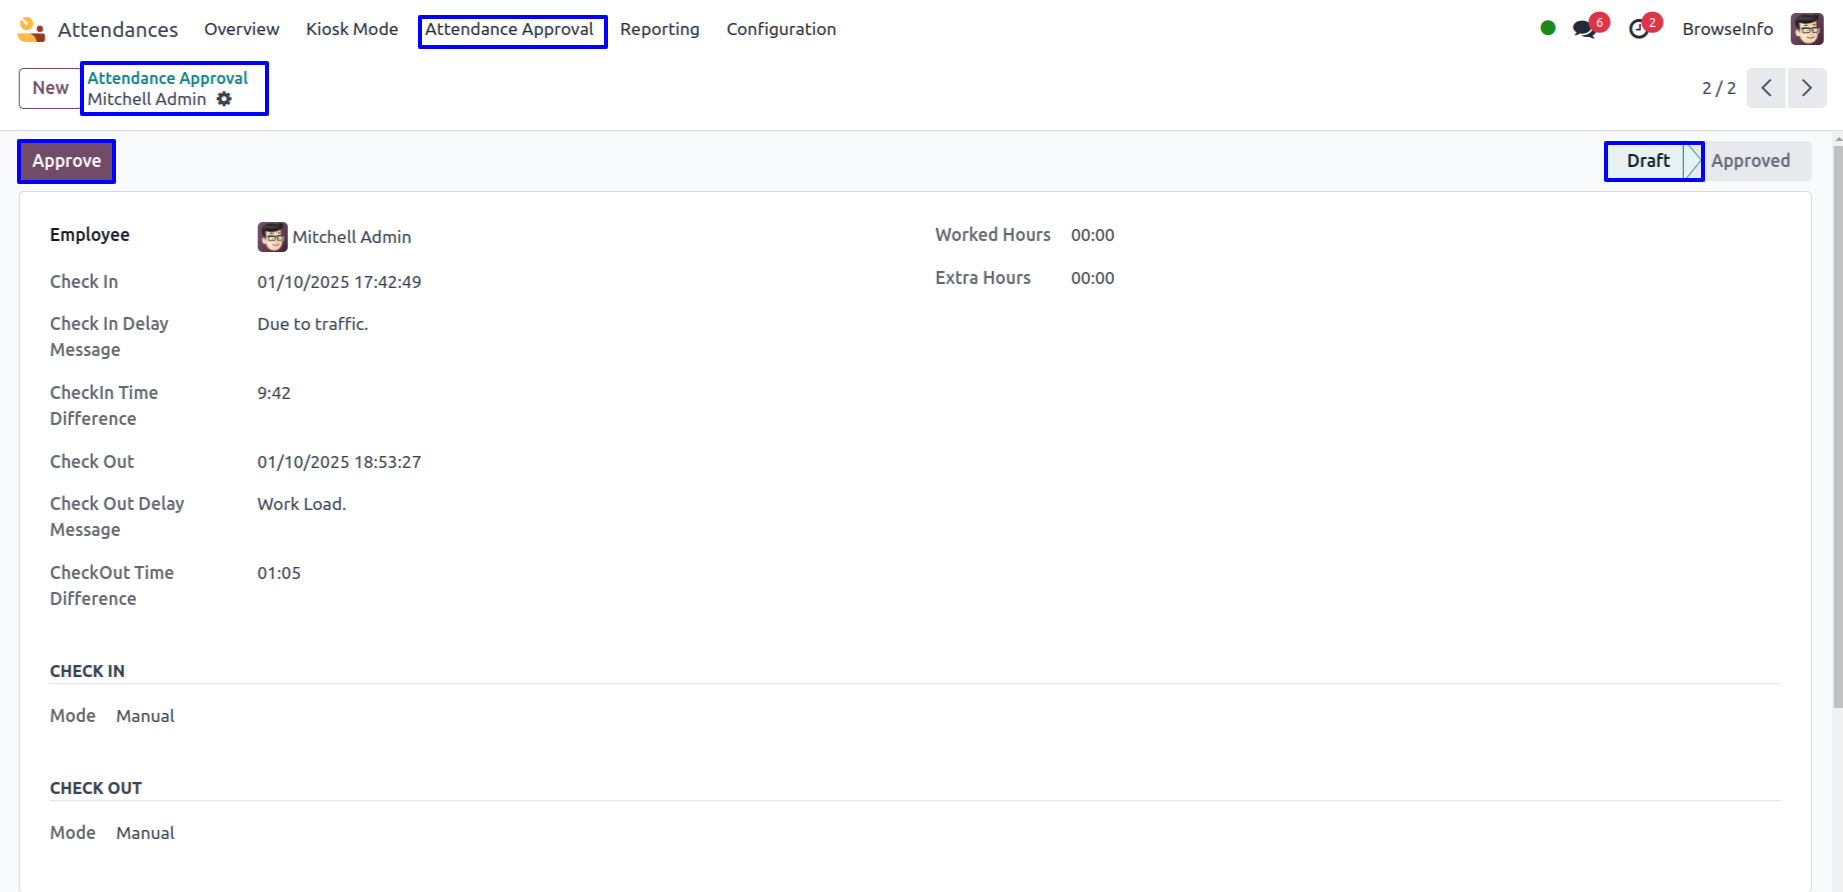 Attendances Overview Kiosk Mode Attendance Approval Reporting Configuration 6 2 BrowseInfo
New Attendance Approval
Mitchell Admin
2 / 2
Approve Draft Approved
Employee Mitchell Admin Worked Hours 00:00
Check In 01/10/2025 17:42:49 Extra Hours 00:00
Check In Delay Due to traffic.
Message
CheckIn Time 9:42
Difference
Check Out 01/10/2025 18:53:27
Check Out Delay Work Load.
Message
CheckOut Time 01:05
Difference
CHECK IN
Mode Manual
CHECK OUT
Mode Manual